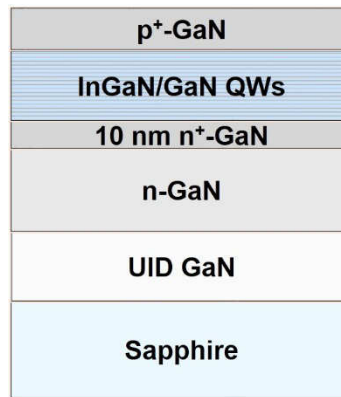 p⁺-GaN
InGaN/GaN QWs
10 nm n⁺-GaN
n-GaN
UID GaN
Sapphire